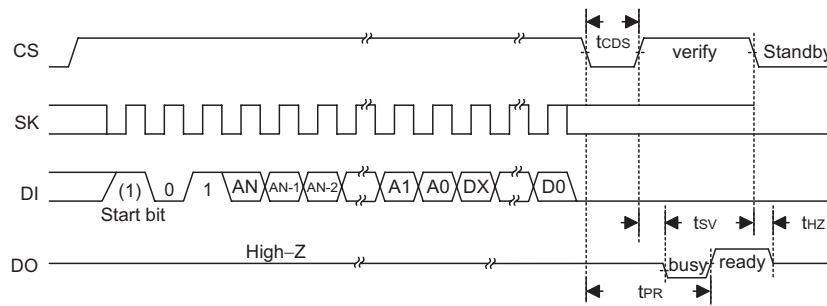 CS tCDS verify Standby
SK
DI (1) 0 1 AN AN-1 AN-2 A1 A0 DX D0
Start bit
tSV tHZ
DO High–Z busy ready
tPR